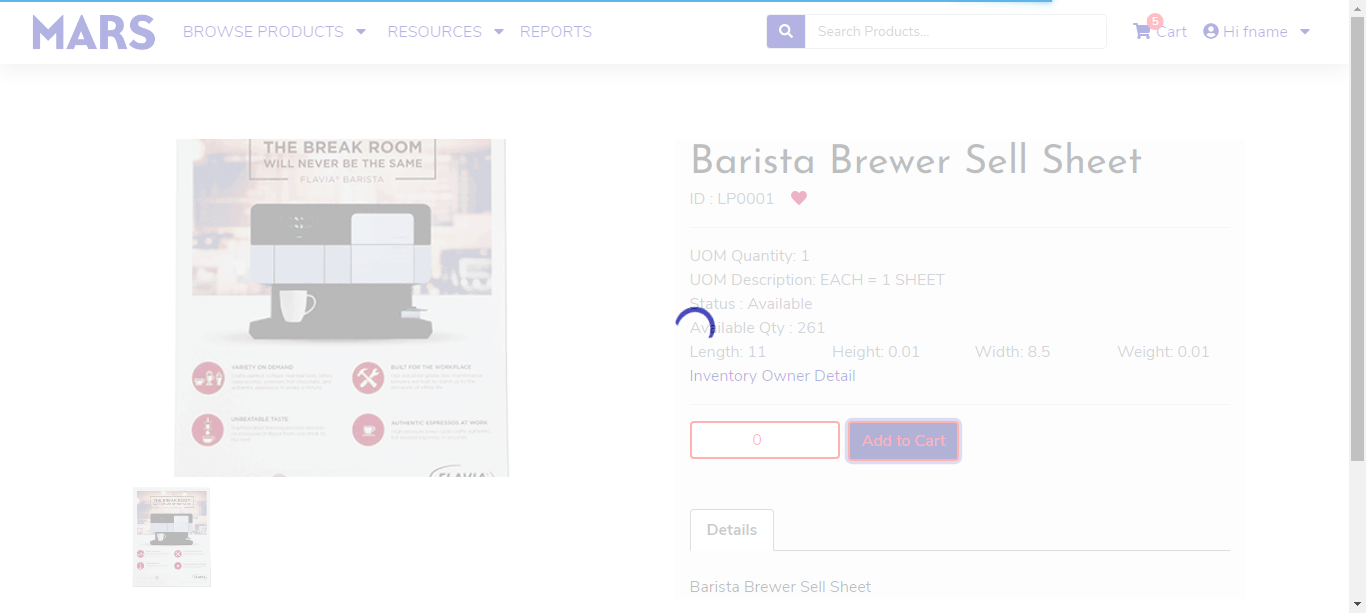 MARS
BROWSE PRODUCTS
RESOURCES
REPORTS
Search Products...
5
Cart
Hi fname
THE BREAK ROOM
WILL NEVER BE THE SAME
FLAVIA® BARISTA
VARIETY ON DEMAND
BUILT FOR THE WORKPLACE
UNBEATABLE TASTE
AUTHENTIC ESPRESSOS AT WORK
FLAVIA
Barista Brewer Sell Sheet
ID : LP0001
UOM Quantity: 1
UOM Description: EACH = 1 SHEET
Status : Available
Available Qty : 261
Length: 11 Height: 0.01 Width: 8.5 Weight: 0.01
Inventory Owner Detail
0
Add to Cart
Details
Barista Brewer Sell Sheet